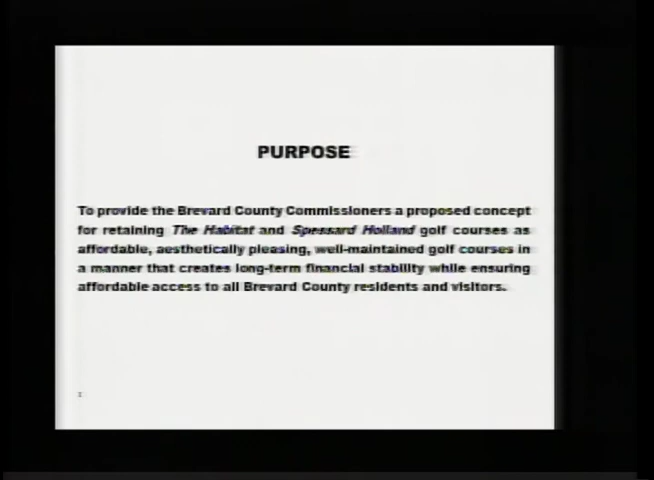 PURPOSE
To provide the Brevard County Commissioners a proposed concept
for retaining The Habitat and Spessard Holland golf courses as
affordable, aesthetically pleasing, well-maintained golf courses in
a manner that creates long-term financial stability while ensuring
affordable access to all Brevard County residents and visitors.